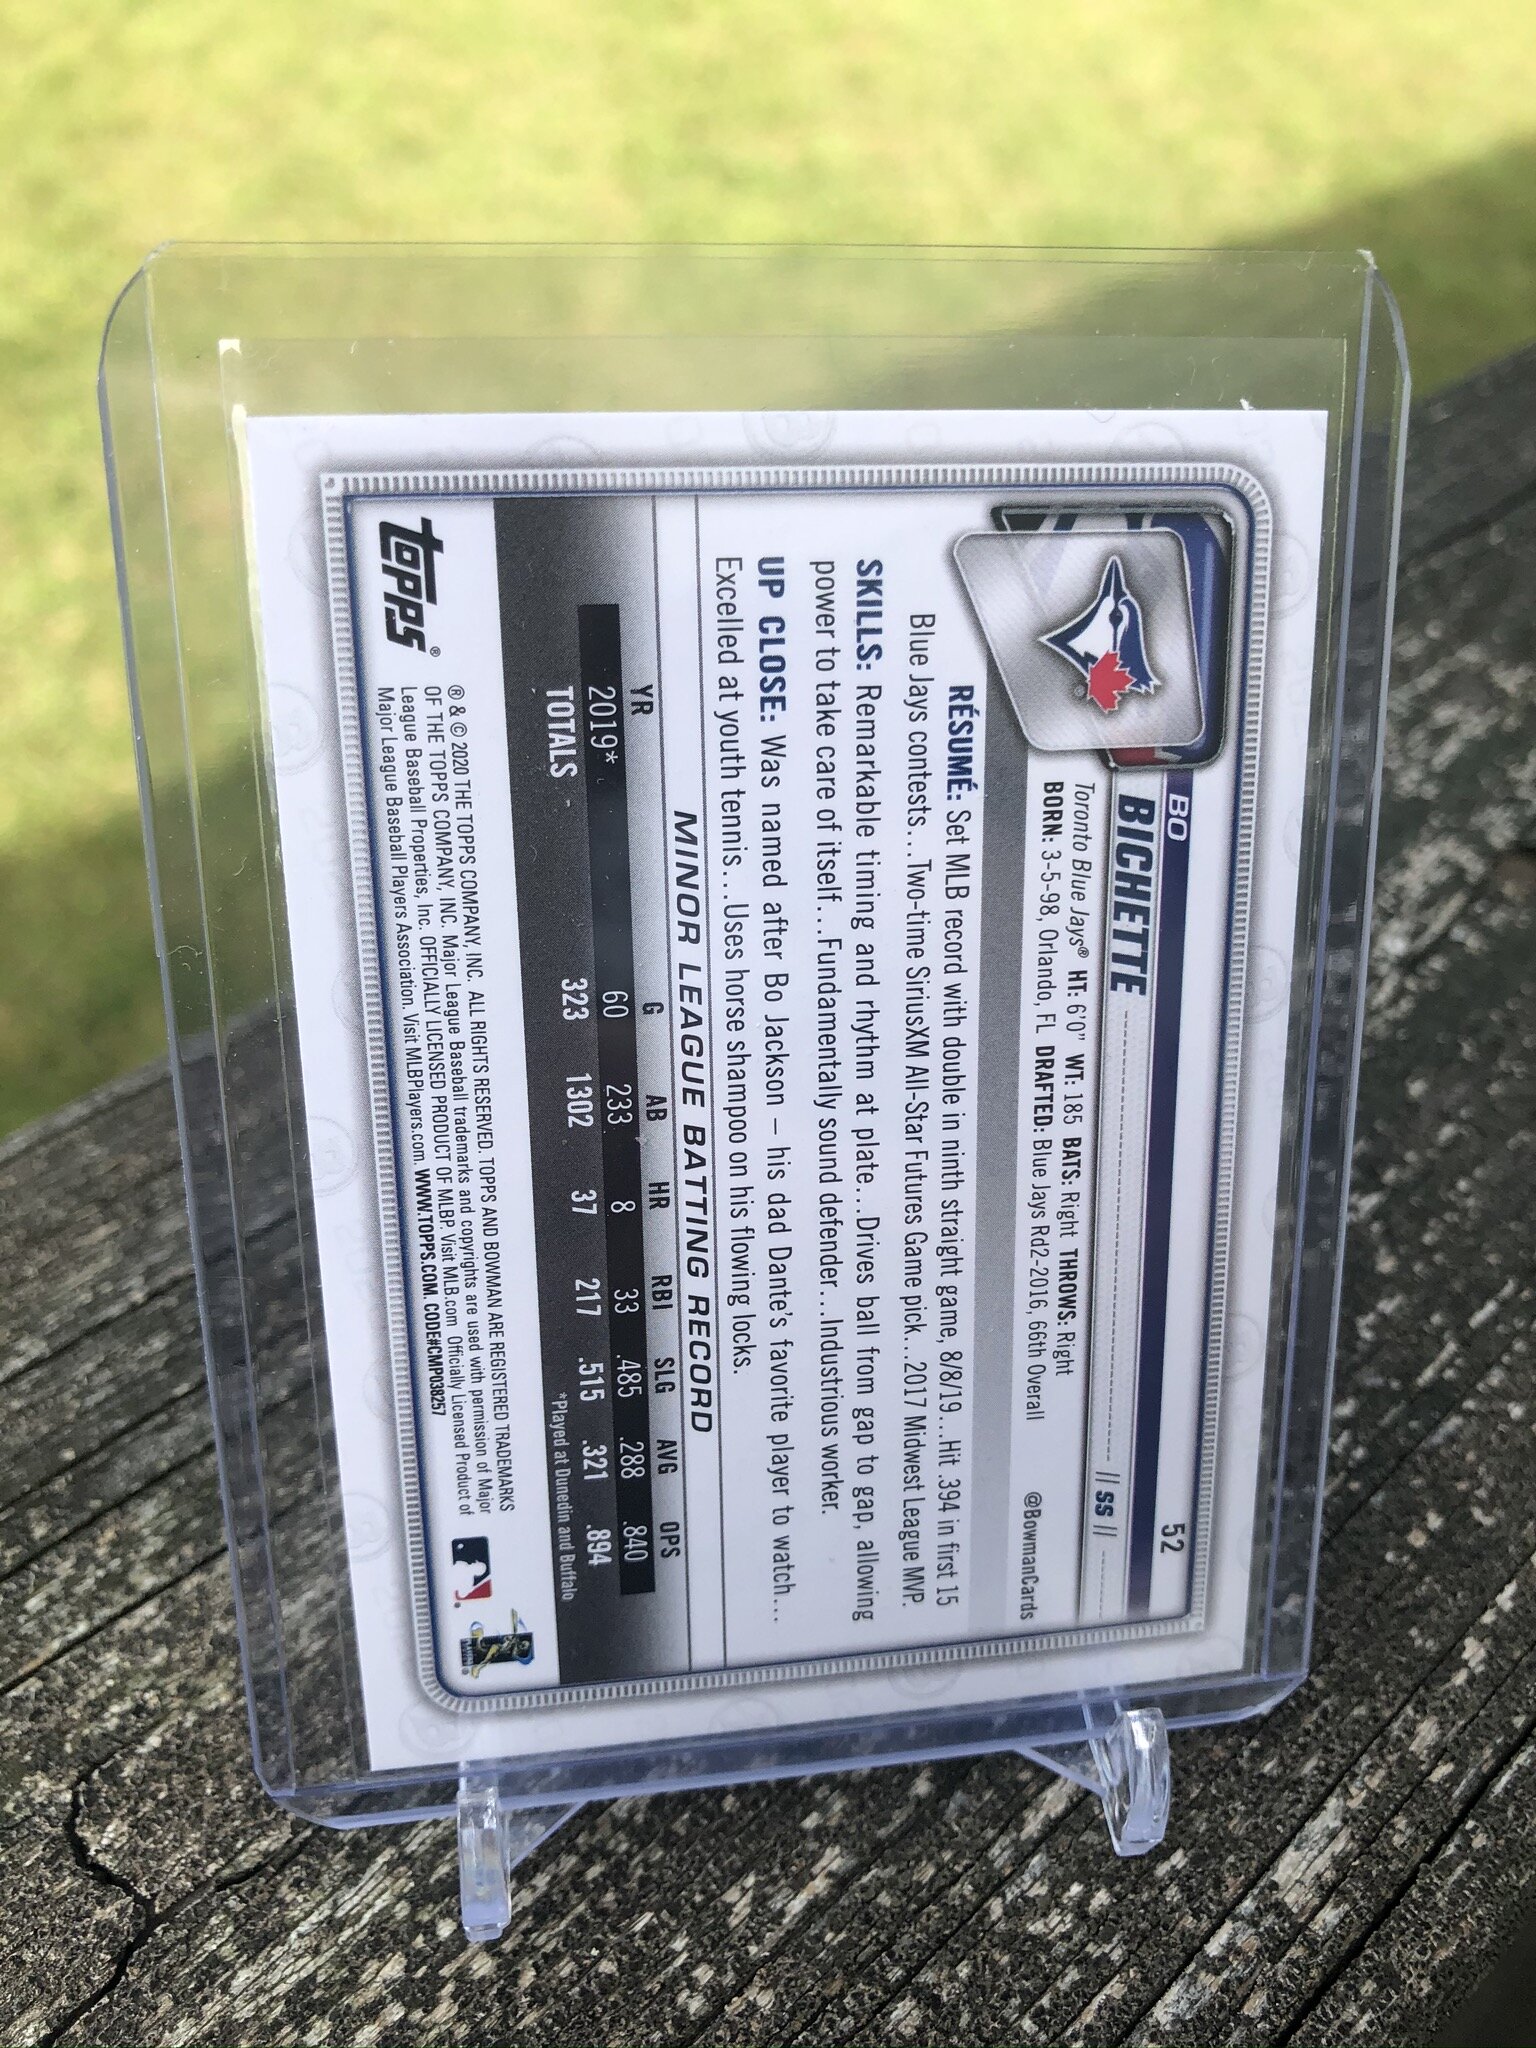 52
BO
BICHETTE
|| SS ||
Toronto Blue Jays® HT: 6'0" WT: 185 BATS: Right THROWS: Right
BORN: 3-5-98, Orlando, FL DRAFTED: Blue Jays Rd2-2016, 66th Overall
@BowmanCards
RÉSUMÉ: Set MLB record with double in ninth straight game, 8/8/19...Hit .394 in first 15
Blue Jays contests...Two-time SiriusXM All-Star Futures Game pick...2017 Midwest League MVP.
SKILLS: Remarkable timing and rhythm at plate...Drives ball from gap to gap, allowing
power to take care of itself...Fundamentally sound defender...Industrious worker.
UP CLOSE: Was named after Bo Jackson – his dad Dante's favorite player to watch...
Excelled at youth tennis...Uses horse shampoo on his flowing locks.
MINOR LEAGUE BATTING RECORD
YR G AB HR RBI SLG AVG OPS
2019* 60 233 8 33 .485 .288 .840
TOTALS 323 1302 37 217 .515 .321 .894
*Played at Dunedin and Buffalo
topps®
® & © 2020 THE TOPPS COMPANY, INC. ALL RIGHTS RESERVED. TOPPS AND BOWMAN ARE REGISTERED TRADEMARKS
OF THE TOPPS COMPANY, INC. Major League Baseball trademarks and copyrights are used with permission of Major
League Baseball Properties, Inc. OFFICIALLY LICENSED PRODUCT OF MLBP. Visit MLB.com Officially Licensed Product of
Major League Baseball Players Association. Visit MLBPlayers.com. WWW.TOPPS.COM. CODE#CMP038257